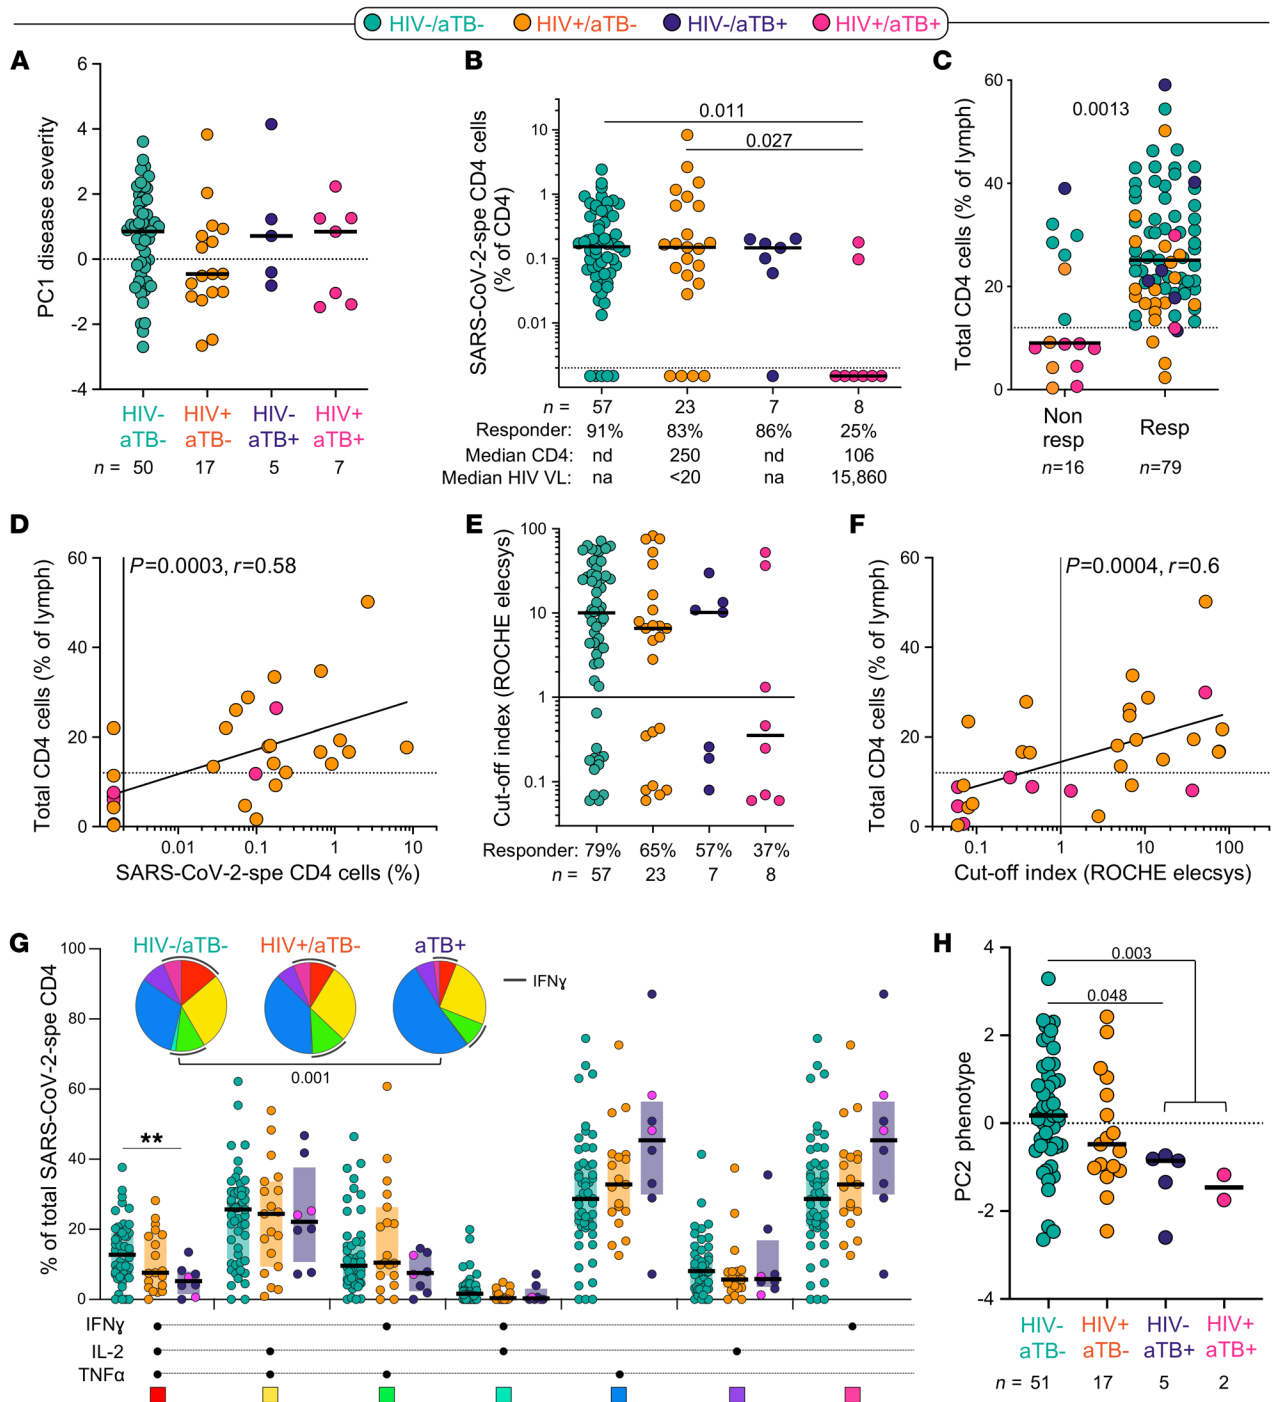 HIV-/aTB- HIV+/aTB- HIV-/aTB+ HIV+/aTB+
A
PC1 disease severity
6
4
2
0
-2
-4
HIV- HIV+ HIV- HIV+
aTB- aTB- aTB+ aTB+
n = 50 17 5 7
B
SARS-CoV-2-spe CD4 cells
(% of CD4)
10
1
0.1
0.01
0.011
0.027
n = 57 23 7 8
Responder: 91% 83% 86% 25%
Median CD4: nd 250 nd 106
Median HIV VL: na <20 na 15,860
C
Total CD4 cells (% of lymph)
60
40
20
0
0.0013
Non
resp
Resp
n=16 n=79
D
P=0.0003, r=0.58
Total CD4 cells (% of lymph)
60
40
20
0
0.01 0.1 1 10
SARS-CoV-2-spe CD4 cells (%)
E
Cut-off index (ROCHE elecsys)
100
10
1
0.1
Responder: 79% 65% 57% 37%
n = 57 23 7 8
F
P=0.0004, r=0.6
Total CD4 cells (% of lymph)
60
40
20
0
0.1 1 10 100
Cut-off index (ROCHE elecsys)
G
% of total SARS-CoV-2-spe CD4
100
80
60
40
20
0
HIV-/aTB- HIV+/aTB- aTB+
IFNɣ
0.001
**
IFNɣ
IL-2
TNFα
H
PC2 phenotype
4
2
0
-2
-4
0.003
0.048
HIV- HIV+ HIV- HIV+
aTB- aTB- aTB+ aTB+
n = 51 17 5 2